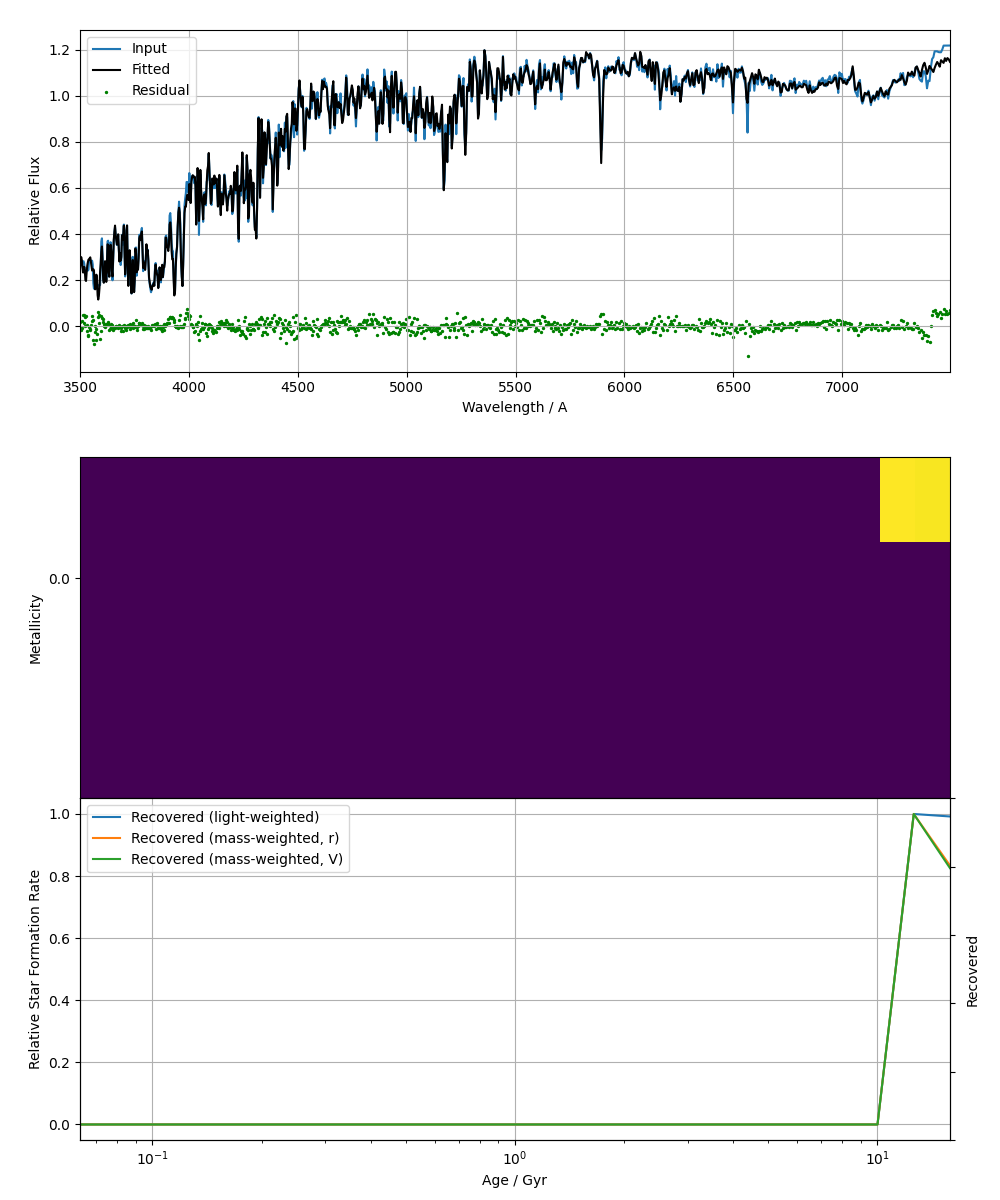 Input
Fitted
Residual
Relative Flux
1.2
1.0
0.8
0.6
0.4
0.2
0.0
3500 4000 4500 5000 5500 6000 6500 7000
Wavelength / A
Metallicity
0.0
Recovered (light-weighted)
Recovered (mass-weighted, r)
Recovered (mass-weighted, V)
Relative Star Formation Rate
1.0
0.8
0.6
0.4
0.2
0.0
Recovered
10⁻¹ 10⁰ 10¹
Age / Gyr